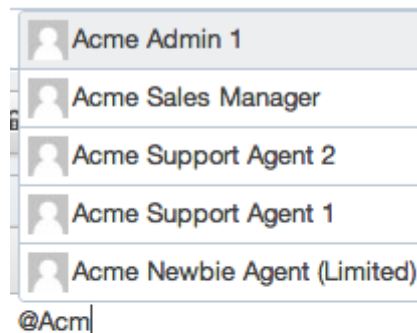 Acme Admin 1
Acme Sales Manager
Acme Support Agent 2
Acme Support Agent 1
Acme Newbie Agent (Limited)
@Acm